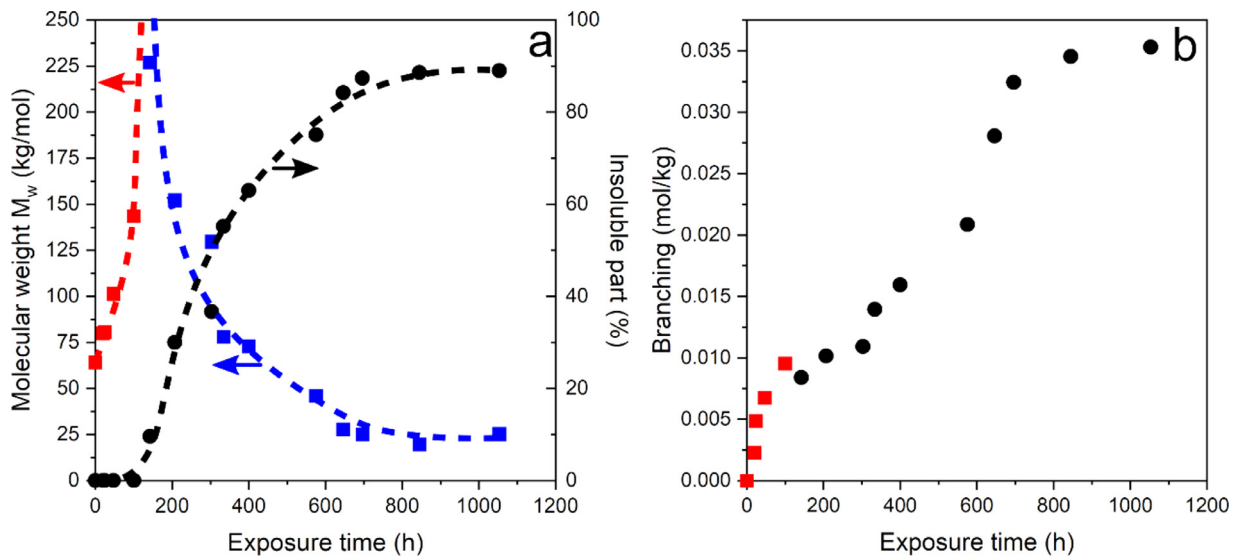 a
250
225
200
175
150
125
100
75
50
25
0
Molecular weight Mw (kg/mol)
100
80
60
40
20
0
Insoluble part (%)
0 200 400 600 800 1000 1200
Exposure time (h)
b
0.035
0.030
0.025
0.020
0.015
0.010
0.005
0.000
Branching (mol/kg)
0 200 400 600 800 1000 1200
Exposure time (h)